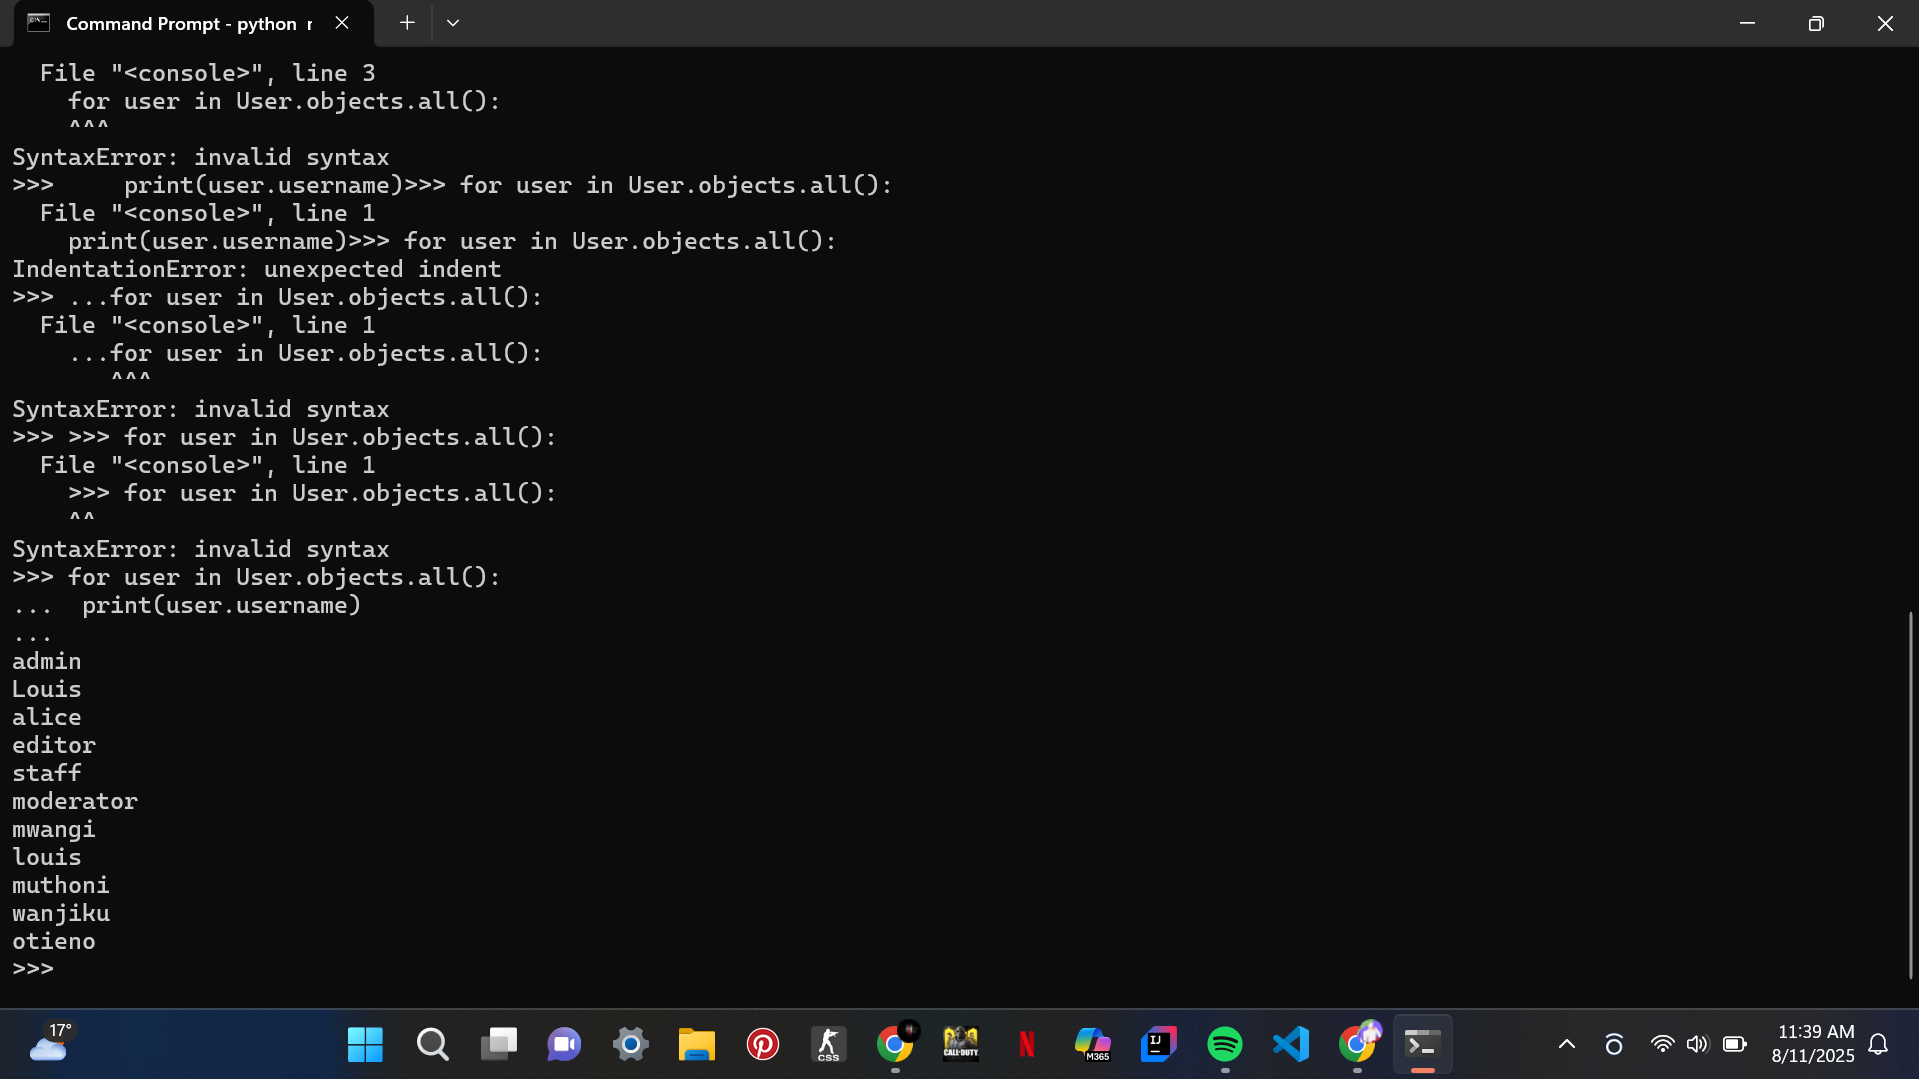 Command Prompt - python r
  File "<console>", line 3
    for user in User.objects.all():
    ^^^
SyntaxError: invalid syntax
>>>     print(user.username)>>> for user in User.objects.all():
  File "<console>", line 1
    print(user.username)>>> for user in User.objects.all():
IndentationError: unexpected indent
>>> ...for user in User.objects.all():
  File "<console>", line 1
    ...for user in User.objects.all():
       ^^^
SyntaxError: invalid syntax
>>> >>> for user in User.objects.all():
  File "<console>", line 1
    >>> for user in User.objects.all():
    ^^
SyntaxError: invalid syntax
>>> for user in User.objects.all():
...  print(user.username)
...
admin
Louis
alice
editor
staff
moderator
mwangi
louis
muthoni
wanjiku
otieno
>>>
17°
CSS
CALL·DUTY
N
M365
IJ
11:39 AM
8/11/2025